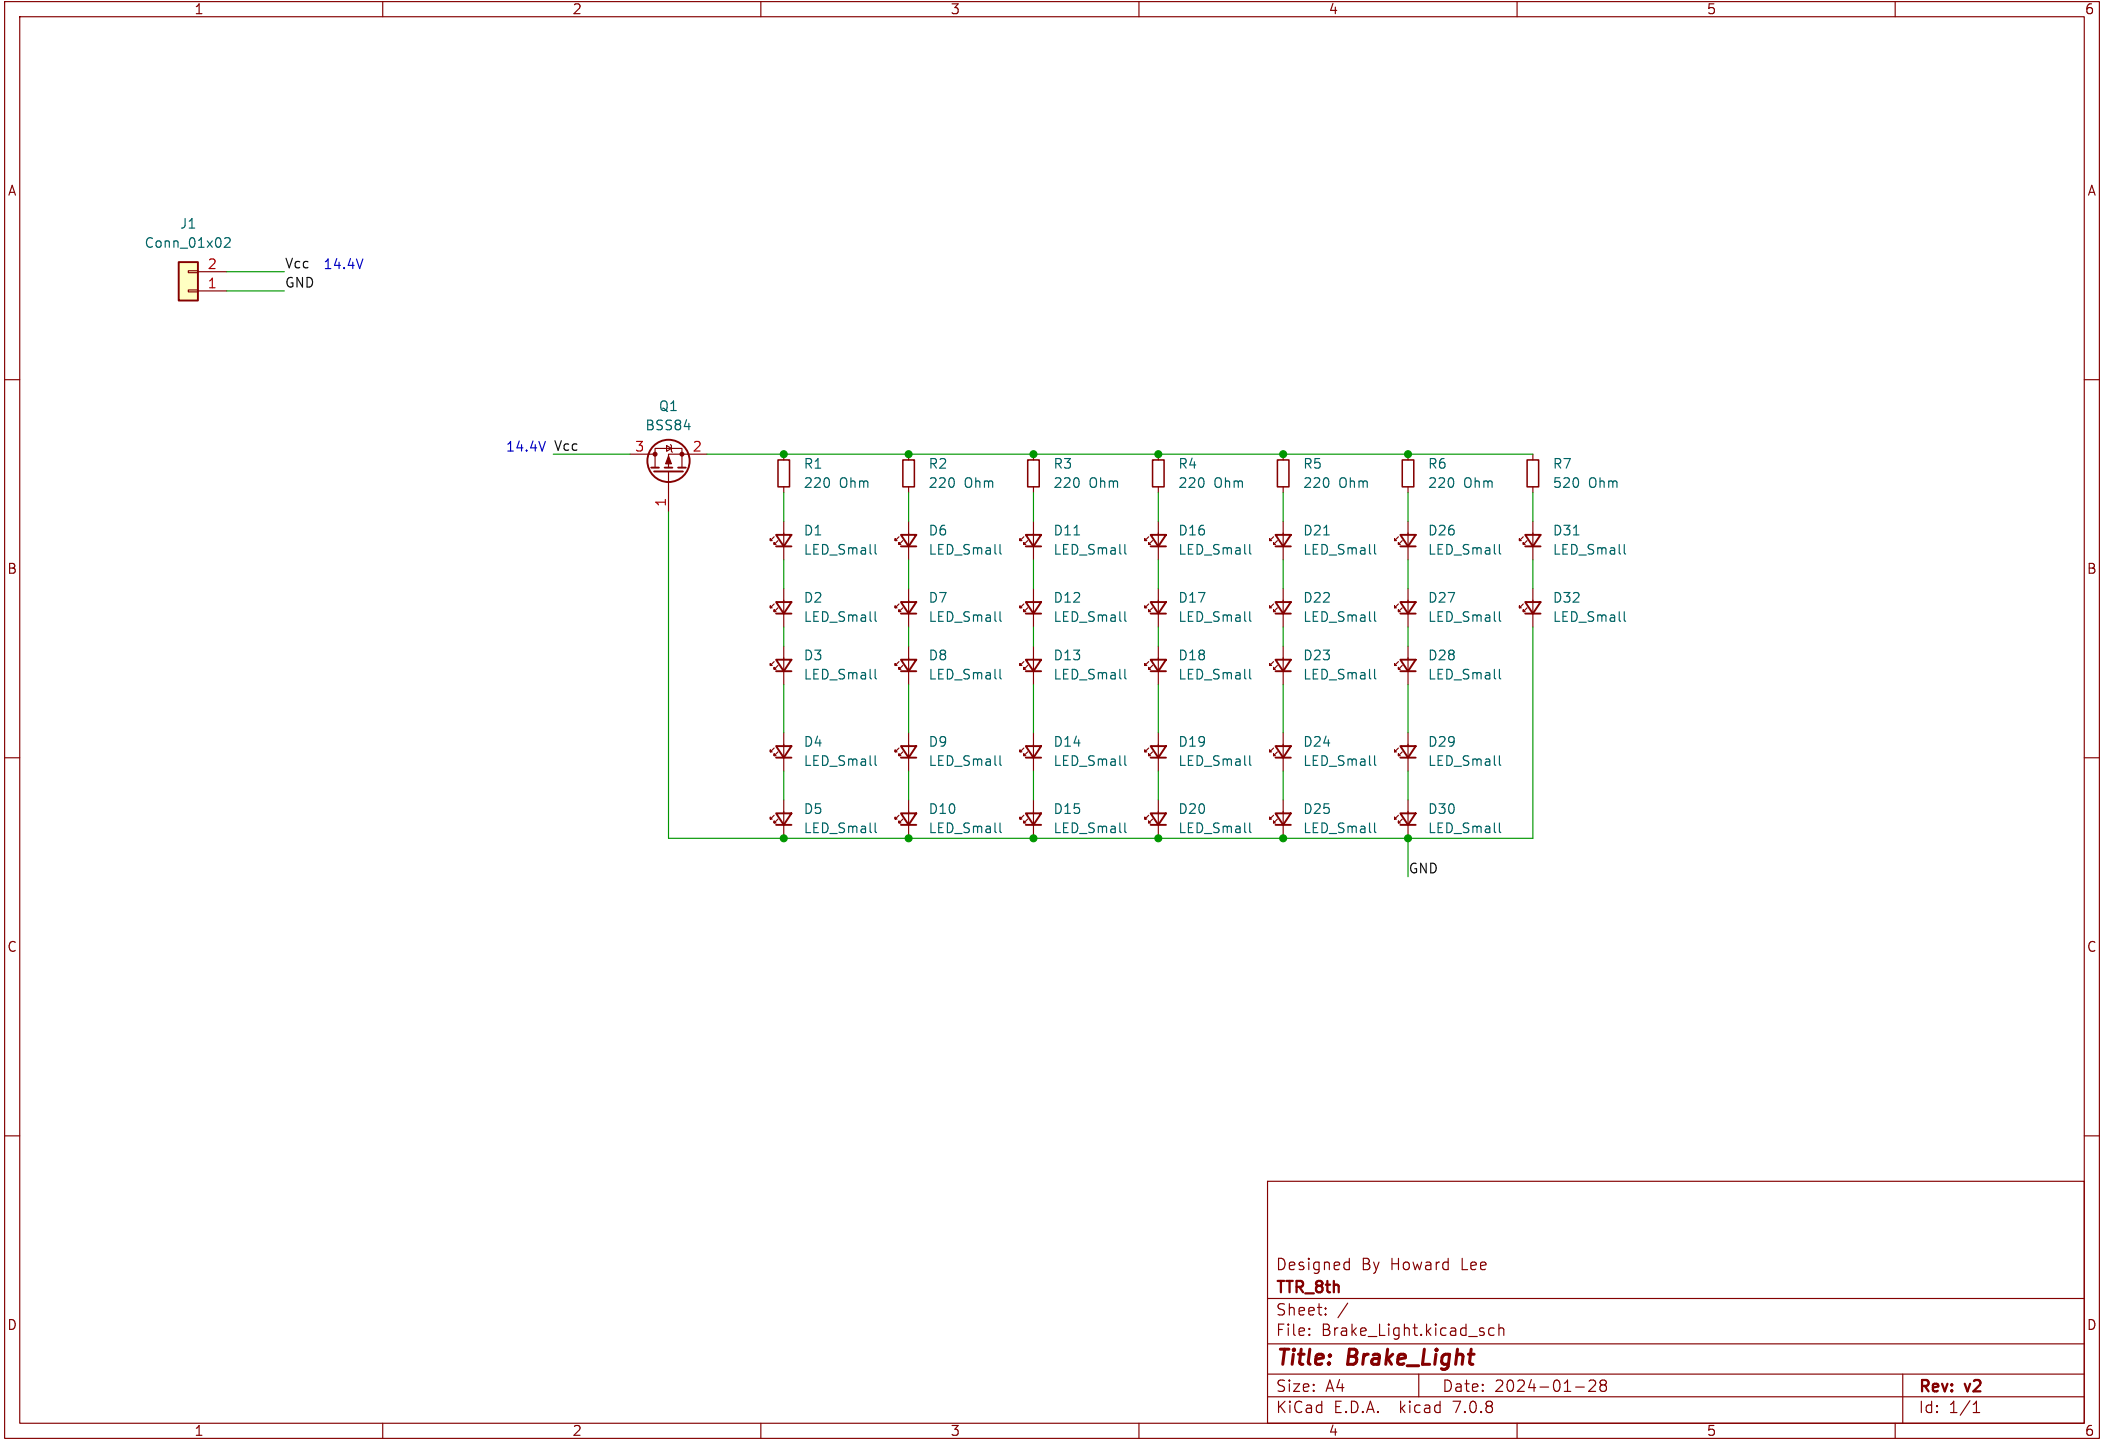 1 2 3 4 5 6
A A
J1
Conn_01x02
2 Vcc 14.4V
1 GND
Q1
BSS84
14.4V Vcc 3 2
1
R1 R2 R3 R4 R5 R6 R7
220 Ohm 220 Ohm 220 Ohm 220 Ohm 220 Ohm 220 Ohm 520 Ohm
D1 D6 D11 D16 D21 D26 D31
LED_Small LED_Small LED_Small LED_Small LED_Small LED_Small LED_Small
B B
D2 D7 D12 D17 D22 D27 D32
LED_Small LED_Small LED_Small LED_Small LED_Small LED_Small LED_Small
D3 D8 D13 D18 D23 D28
LED_Small LED_Small LED_Small LED_Small LED_Small LED_Small
D4 D9 D14 D19 D24 D29
LED_Small LED_Small LED_Small LED_Small LED_Small LED_Small
D5 D10 D15 D20 D25 D30
LED_Small LED_Small LED_Small LED_Small LED_Small LED_Small
GND
C C
Designed By Howard Lee
TTR_8th
Sheet: /
D D
File: Brake_Light.kicad_sch
Title: Brake_Light
Size: A4 Date: 2024-01-28 Rev: v2
KiCad E.D.A. kicad 7.0.8 Id: 1/1
1 2 3 4 5 6